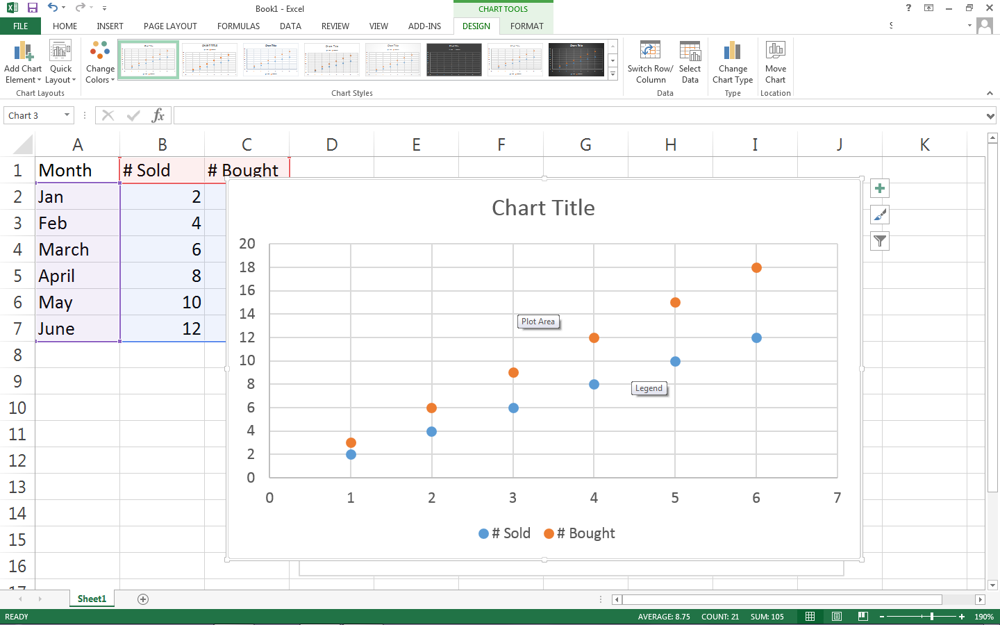 Book1 - Excel
CHART TOOLS
?
FILE
HOME
INSERT
PAGE LAYOUT
FORMULAS
DATA
REVIEW
VIEW
ADD-INS
DESIGN
FORMAT
S
Add Chart
Element
Quick
Layout
Change
Colors
Switch Row/
Column
Select
Data
Change
Chart Type
Move
Chart
Chart Layouts
Chart Styles
Data
Type
Location
Chart 3
fx
A B C D E F G H I J K
1 Month # Sold # Bought
2 Jan 2
3 Feb 4
4 March 6
5 April 8
6 May 10
7 June 12
8
9
10
11
12
13
14
15
16
17
Chart Title
20
18
16
14
12
10
8
6
4
2
0
Plot Area
Legend
0 1 2 3 4 5 6 7
# Sold # Bought
Sheet1
READY
AVERAGE: 8.75 COUNT: 21 SUM: 105
190%